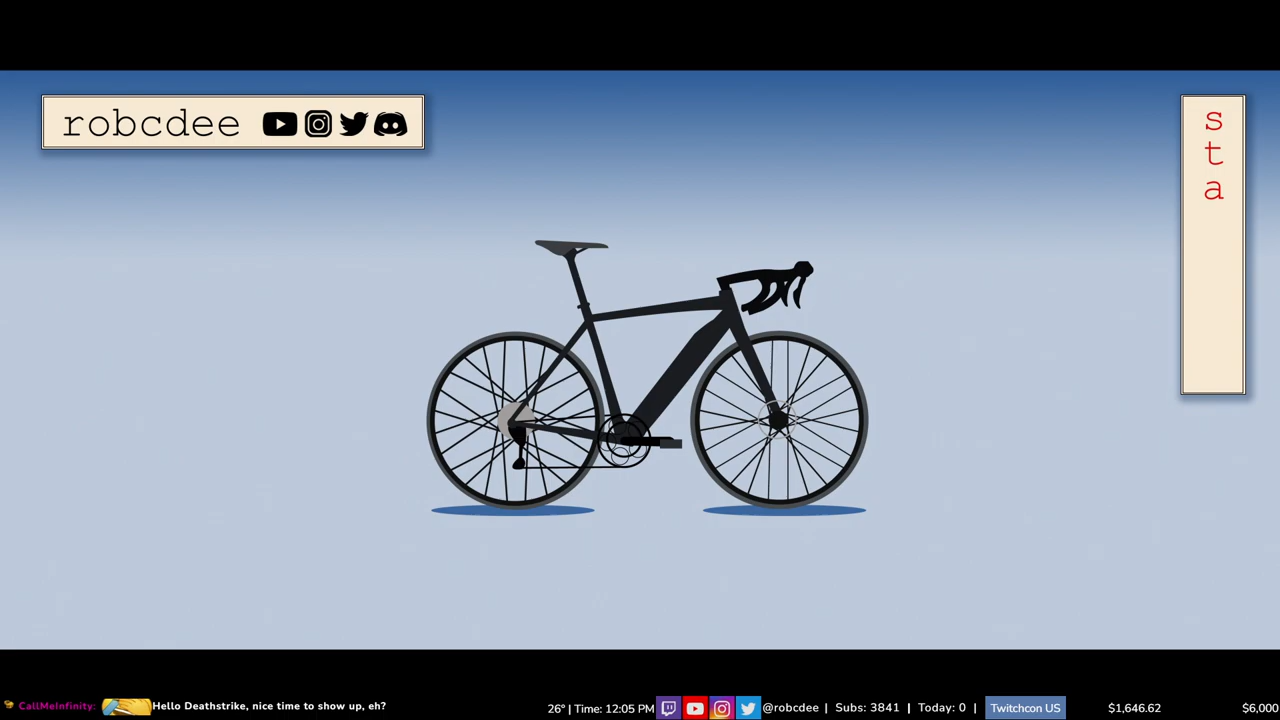 robcdee
s
t
a
CallMeInfinity: Hello Deathstrike, nice time to show up, eh?
26° | Time: 12:05 PM @robcdee | Subs: 3841 | Today: 0 | Twitchcon US $1,646.62 $6,000